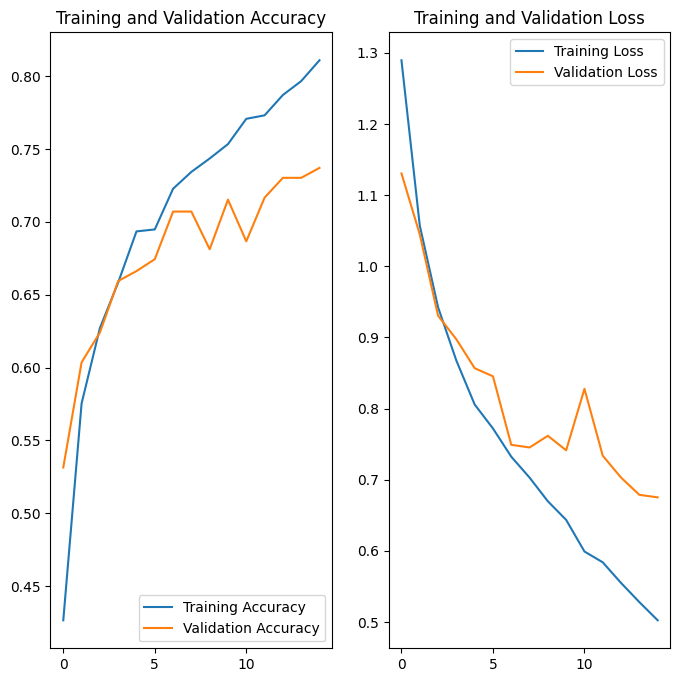 Training and Validation Accuracy
0.80
0.75
0.70
0.65
0.60
0.55
0.50
0.45
Training Accuracy
Validation Accuracy
0 5 10
Training and Validation Loss
1.3
1.2
1.1
1.0
0.9
0.8
0.7
0.6
0.5
Training Loss
Validation Loss
0 5 10